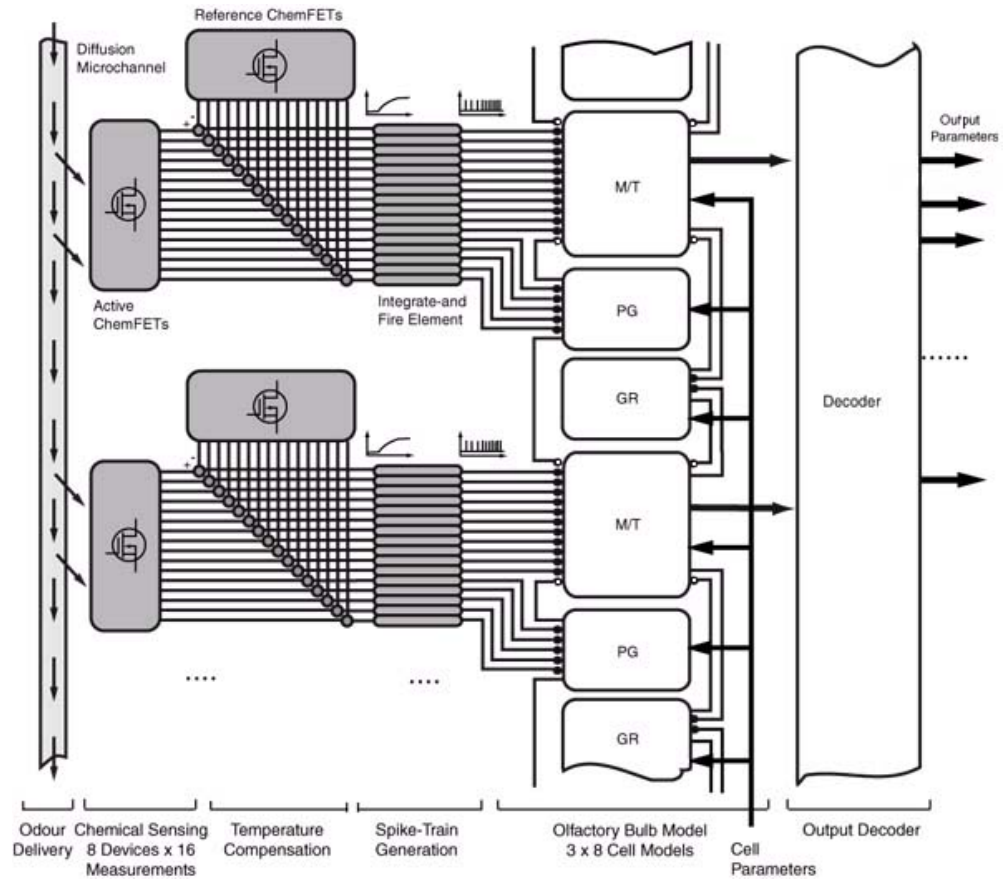 Reference ChemFETs
Diffusion
Microchannel
+ -
Active
ChemFETs
Integrate-and
Fire Element
M/T
PG
GR
Decoder
Output
Parameters
......
+ -
M/T
PG
GR
....
....
Odour
Delivery
Chemical Sensing
8 Devices x 16
Measurements
Temperature
Compensation
Spike-Train
Generation
Olfactory Bulb Model
3 x 8 Cell Models
Cell
Parameters
Output Decoder